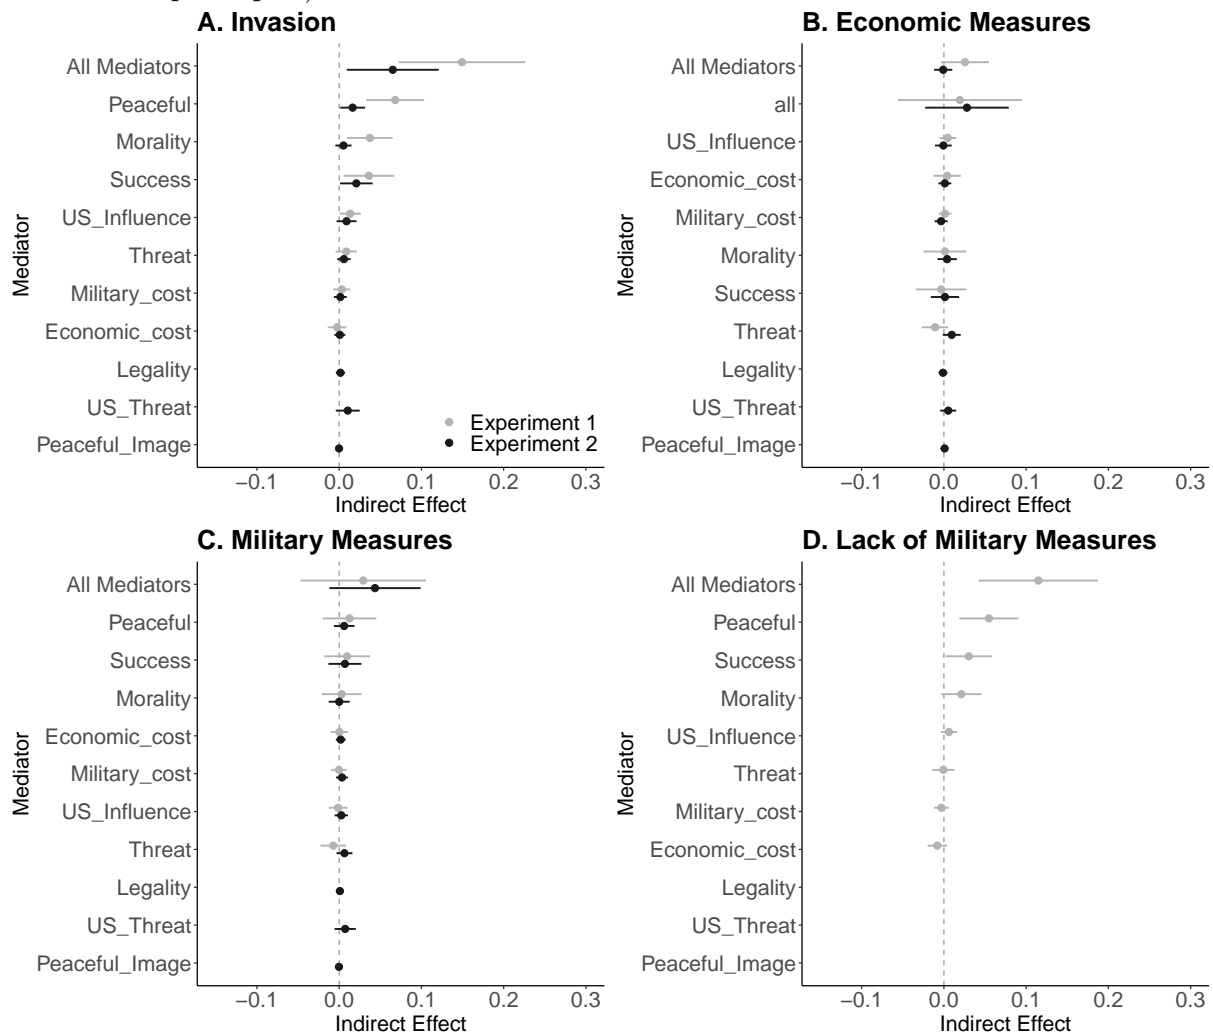 A. Invasion
Mediator
All Mediators
Peaceful
Morality
Success
US_Influence
Threat
Military_cost
Economic_cost
Legality
US_Threat
Peaceful_Image
Experiment 1
Experiment 2
−0.1 0.0 0.1 0.2 0.3
Indirect Effect
B. Economic Measures
Mediator
All Mediators
all
US_Influence
Economic_cost
Military_cost
Morality
Success
Threat
Legality
US_Threat
Peaceful_Image
−0.1 0.0 0.1 0.2 0.3
Indirect Effect
C. Military Measures
Mediator
All Mediators
Peaceful
Success
Morality
Economic_cost
Military_cost
US_Influence
Threat
Legality
US_Threat
Peaceful_Image
−0.1 0.0 0.1 0.2 0.3
Indirect Effect
D. Lack of Military Measures
Mediator
All Mediators
Peaceful
Success
Morality
US_Influence
Threat
Military_cost
Economic_cost
Legality
US_Threat
Peaceful_Image
−0.1 0.0 0.1 0.2 0.3
Indirect Effect